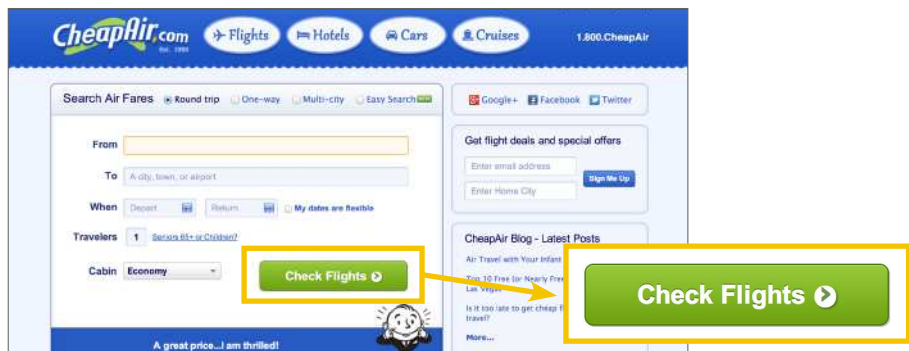 CheapAir.com
Est. 1989
Flights
Hotels
Cars
Cruises
1.800.CheapAir
Search Air Fares
Round trip
One-way
Multi-city
Easy Search
Google+
Facebook
Twitter
From
To
A city, town, or airport
When
Depart
Return
My dates are flexible
Travelers
1
Seniors 65+ or Children?
Cabin
Economy
Check Flights
A great price...I am thrilled!
Get flight deals and special offers
Enter email address
Sign Me Up
Enter Home City
CheapAir Blog - Latest Posts
Air Travel with Your Infant
Top 10 Free (or Nearly Free
Las Vegas
Is it too late to get cheap
travel?
More...
Check Flights